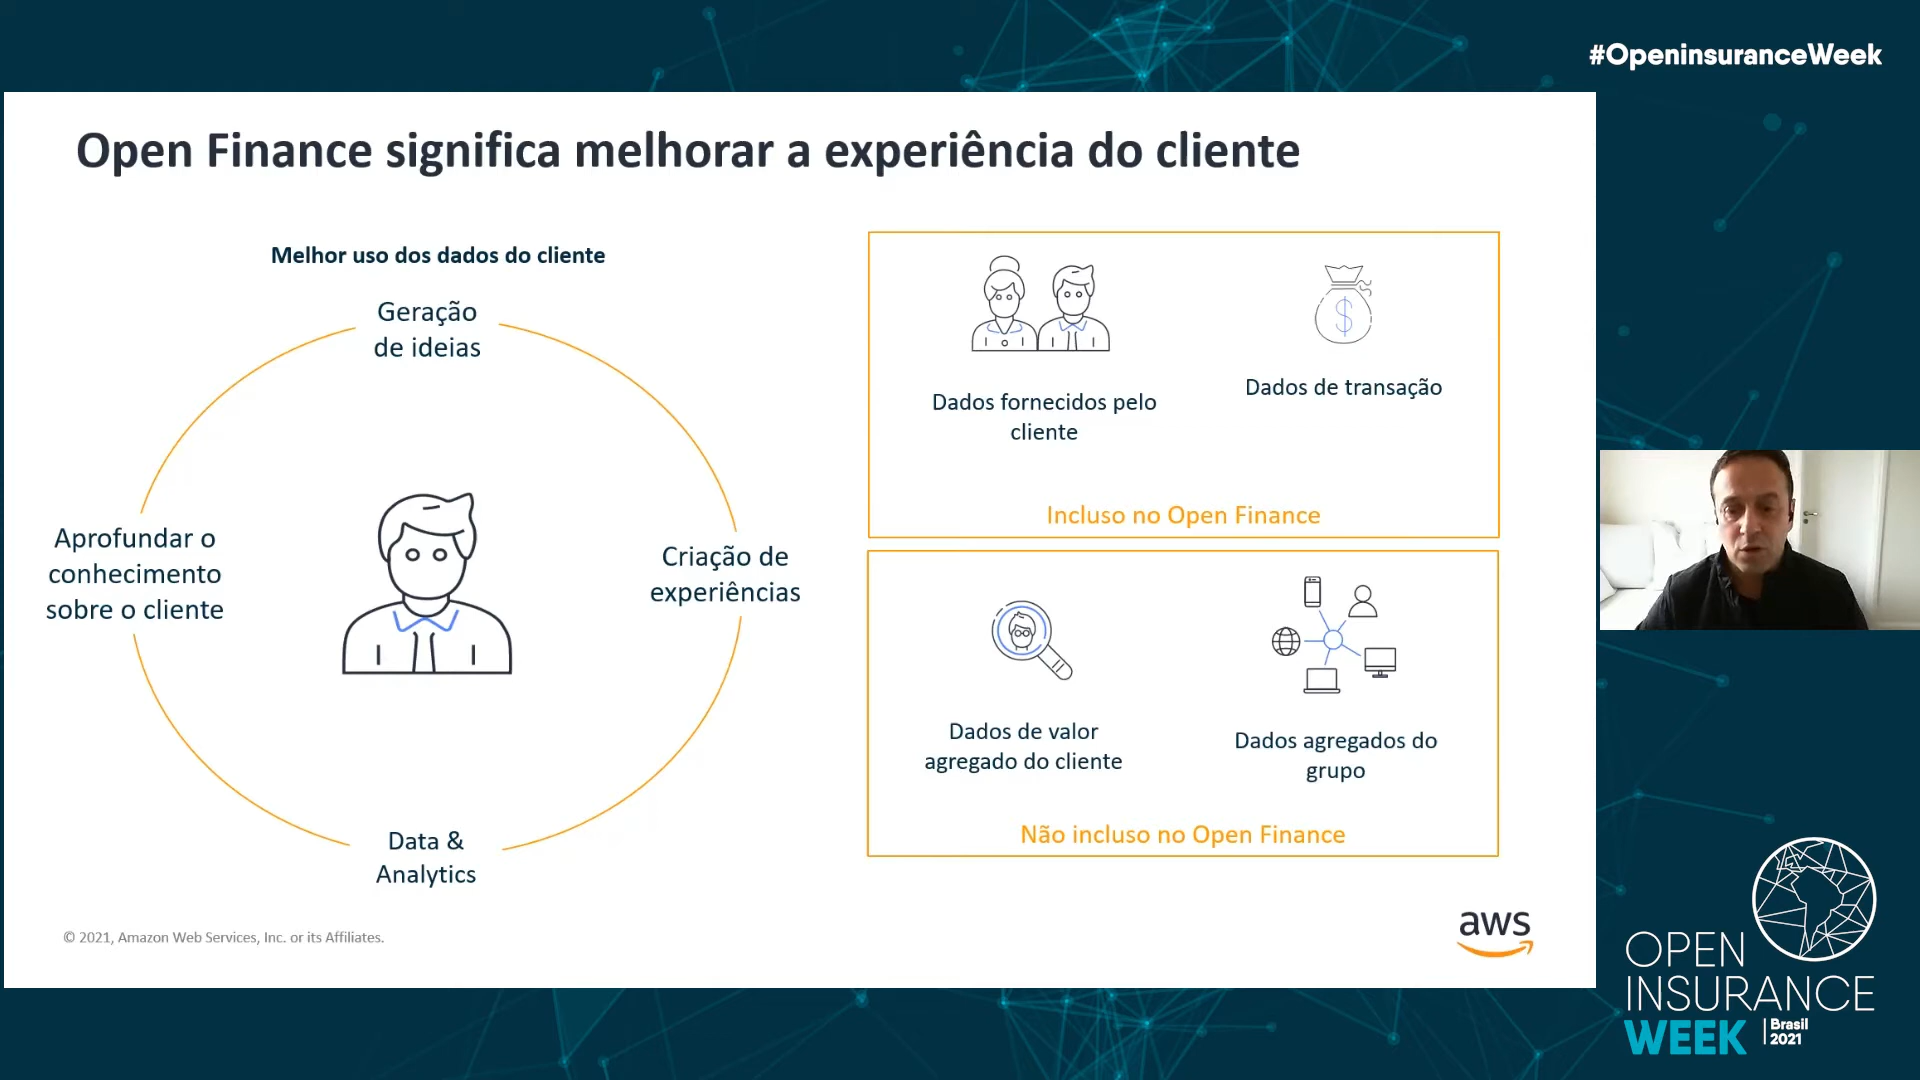 #OpeninsuranceWeek
Open Finance significa melhorar a experiência do cliente
Melhor uso dos dados do cliente
Geração
de ideias
Aprofundar o
conhecimento
sobre o cliente
Criação de
experiências
Data &
Analytics
Dados fornecidos pelo
cliente
Dados de transação
Incluso no Open Finance
Dados de valor
agregado do cliente
Dados agregados do
grupo
Não incluso no Open Finance
© 2021, Amazon Web Services, Inc. or its Affiliates.
aws
OPEN
INSURANCE
WEEK
Brasil
2021